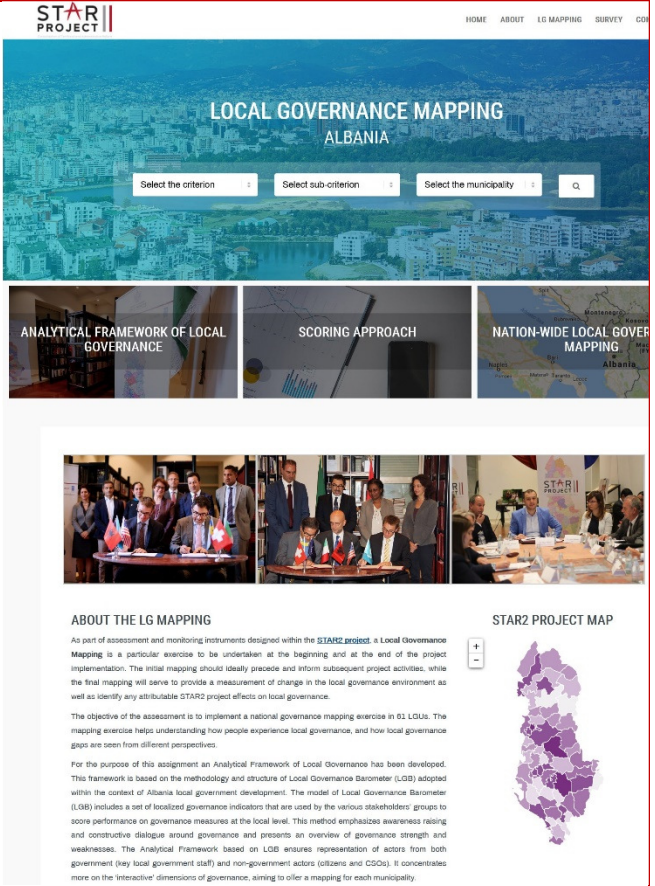 STAR
PROJECT
HOME ABOUT LG MAPPING SURVEY
LOCAL GOVERNANCE MAPPING
ALBANIA
Select the criterion
Select sub-criterion
Select the municipality
ANALYTICAL FRAMEWORK OF LOCAL
GOVERNANCE
SCORING APPROACH
NATION-WIDE LOCAL GOVER
MAPPING
Montenegro
Albania
STAR
PROJECT
ABOUT THE LG MAPPING
As part of assessment and monitoring instruments designed within the STAR2 project, a Local Governance
Mapping is a particular exercise to be undertaken at the beginning and at the end of the project
implementation. The initial mapping should ideally precede and inform subsequent project activities, while
the final mapping will serve to provide a measurement of change in the local governance environment as
well as identify any attributable STAR2 project effects on local governance.
The objective of the assessment is to implement a national governance mapping exercise in 61 LGUs. The
mapping exercise helps understanding how people experience local governance, and how local governance
gaps are seen from different perspectives.
For the purpose of this assignment an Analytical Framework of Local Governance has been developed.
This framework is based on the methodology and structure of Local Governance Barometer (LGB) adopted
within the context of Albania local government development. The model of Local Governance Barometer
(LGB) includes a set of localized governance indicators that are used by the various stakeholders' groups to
score performance on governance measures at the local level. This method emphasizes awareness raising
and constructive dialogue around governance and presents an overview of governance strength and
weaknesses. The Analytical Framework based on LGB ensures representation of actors from both
government (key local government staff) and non-government actors (citizens and CSOs). It concentrates
more on the 'interactive' dimensions of governance, aiming to offer a mapping for each municipality.
STAR2 PROJECT MAP
+
-